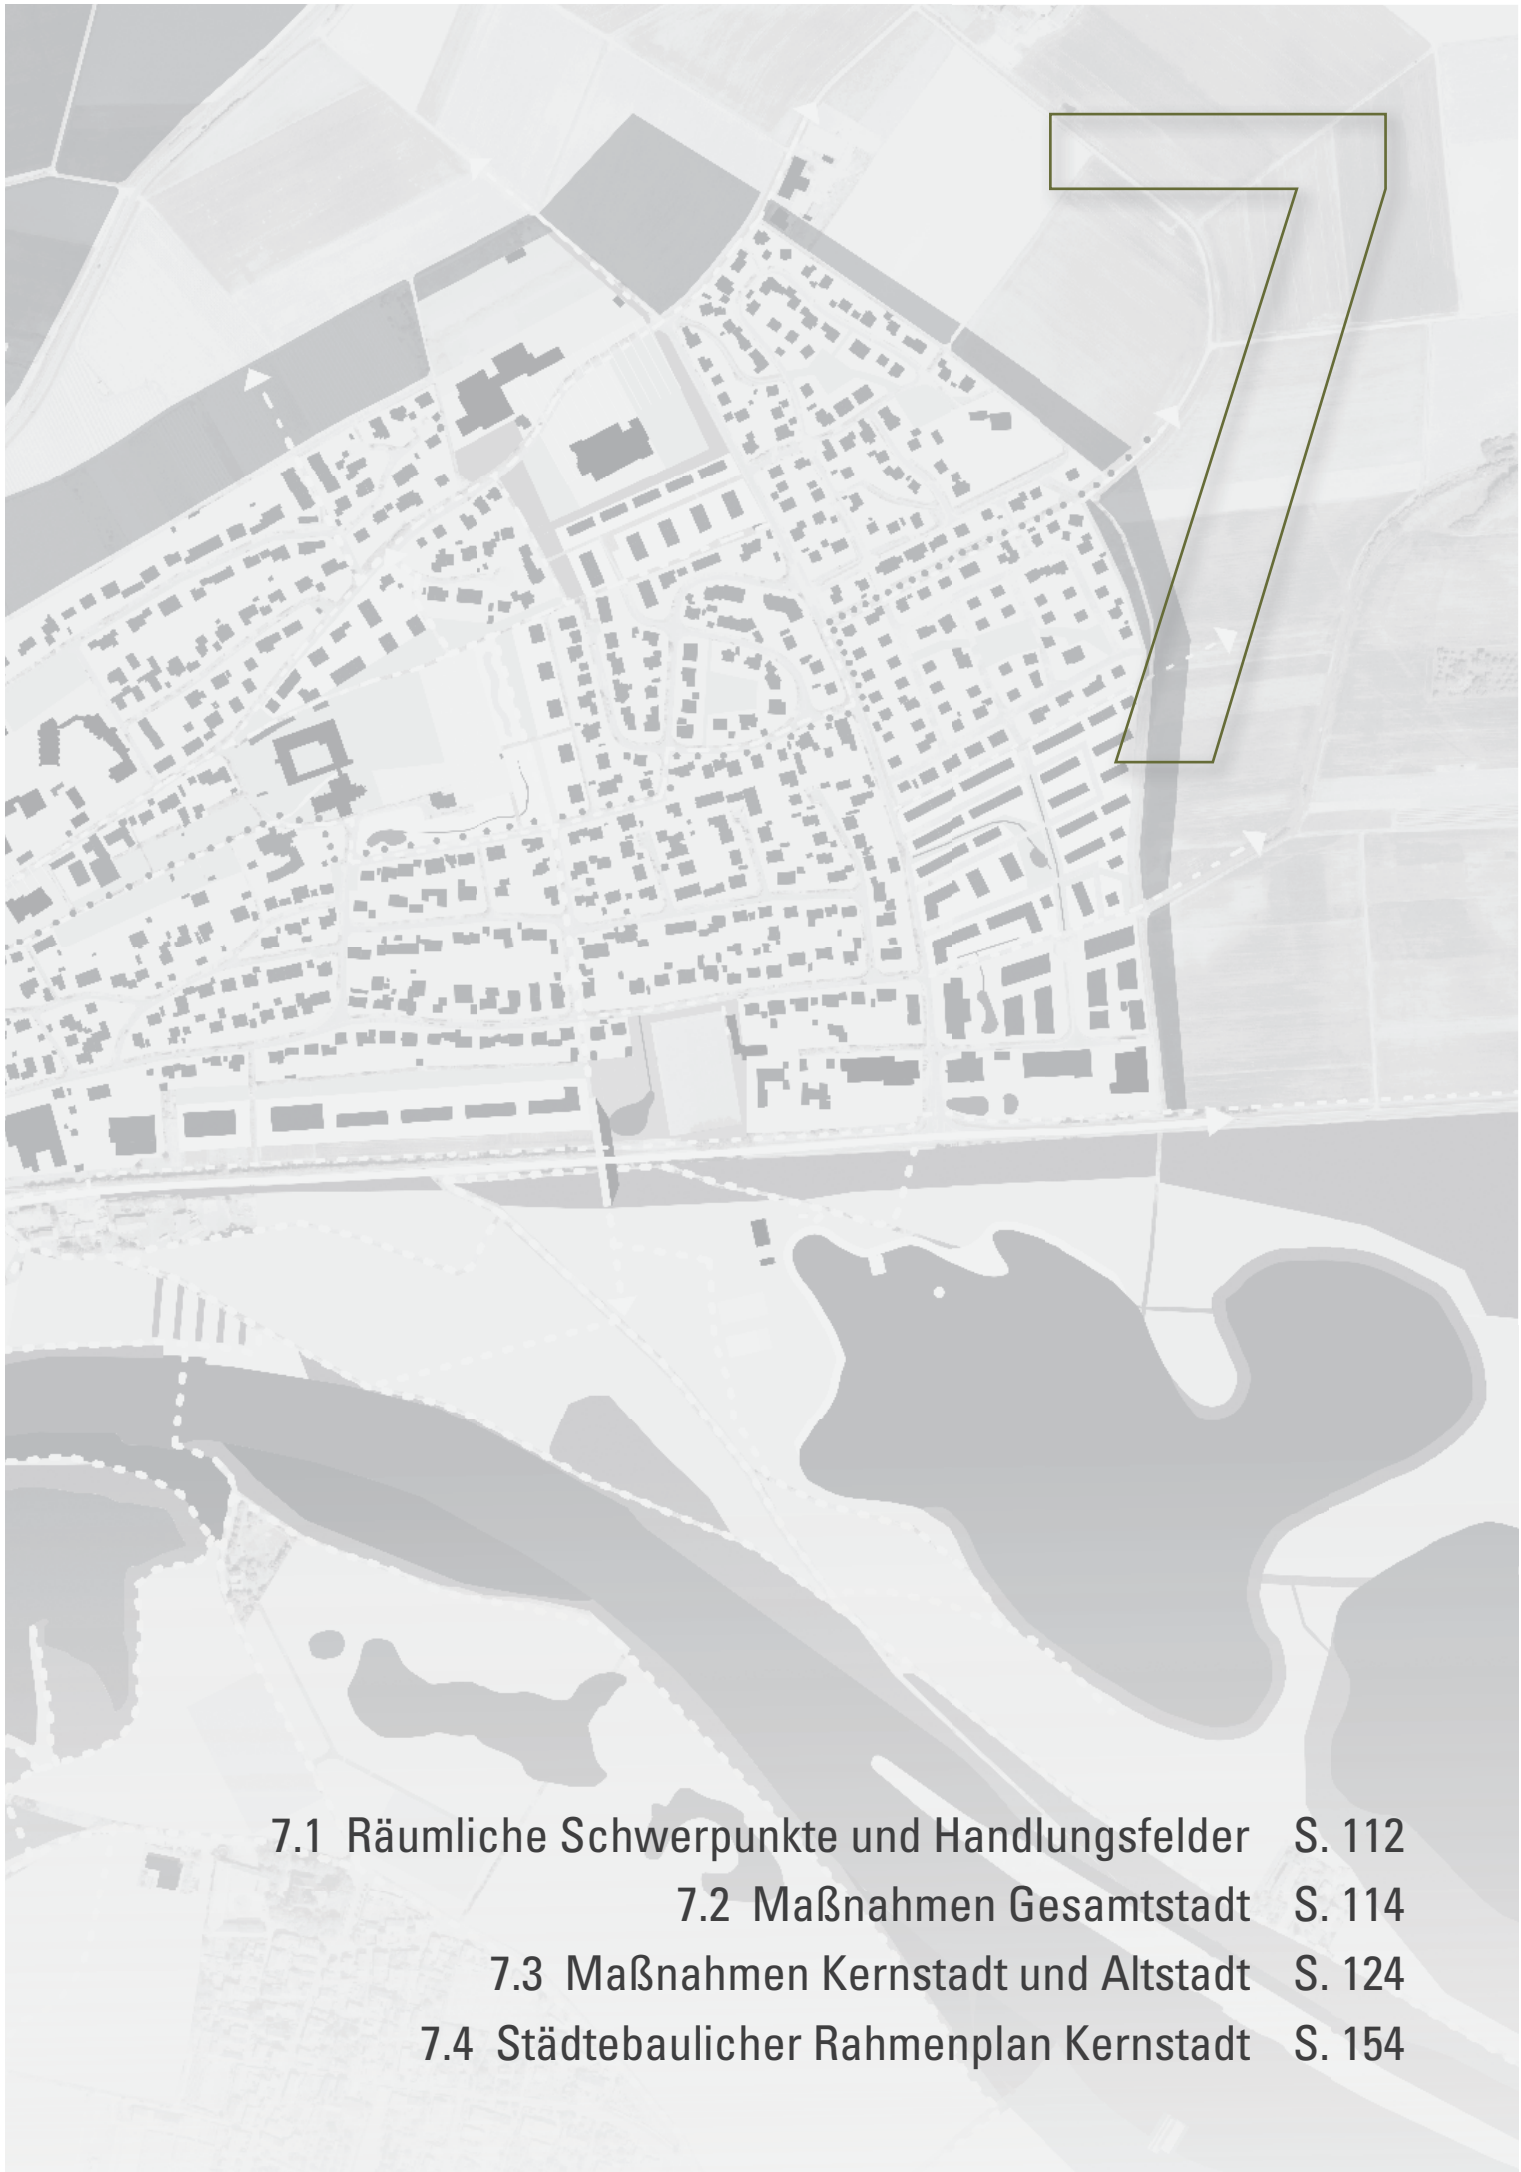 7
7.1 Räumliche Schwerpunkte und Handlungsfelder S. 112
7.2 Maßnahmen Gesamtstadt S. 114
7.3 Maßnahmen Kernstadt und Altstadt S. 124
7.4 Städtebaulicher Rahmenplan Kernstadt S. 154